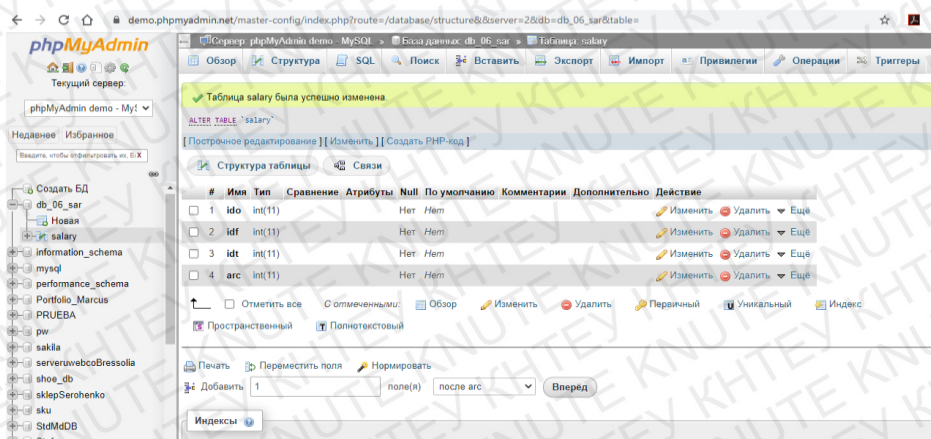 demo.phpmyadmin.net/master-config/index.php?route=/database/structure&&server=2&db=db_06_sar&table=
phpMyAdmin
Текущий сервер:
phpMyAdmin demo - MyS
Недавнее Избранное
Введите, чтобы отфильтровать их, En X
Создать БД
db_06_sar
Новая
salary
information_schema
mysql
performance_schema
Portfolio_Marcus
PRUEBA
pw
sakila
serveruwebcoBressolia
shoe_db
sklepSerohenko
sku
StdMdDB
Сервер: phpMyAdmin demo - MySQL » База данных: db_06_sar » Таблица: salary
Обзор Структура SQL Поиск Вставить Экспорт Импорт Привилегии Операции Триггеры
Таблица salary была успешно изменена.
ALTER TABLE `salary`
[ Построчное редактирование ] [ Изменить ] [ Создать PHP-код ]
Структура таблицы Связи
# Имя Тип Сравнение Атрибуты Null По умолчанию Комментарии Дополнительно Действие
1 ido int(11) Нет Нет Изменить Удалить Ещё
2 idf int(11) Нет Нет Изменить Удалить Ещё
3 idt int(11) Нет Нет Изменить Удалить Ещё
4 arc int(11) Нет Нет Изменить Удалить Ещё
Отметить все С отмеченными: Обзор Изменить Удалить Первичный Уникальный Индекс
Пространственный Полнотекстовый
Печать Переместить поля Нормировать
Добавить 1 поле(я) после arc Вперёд
Индексы